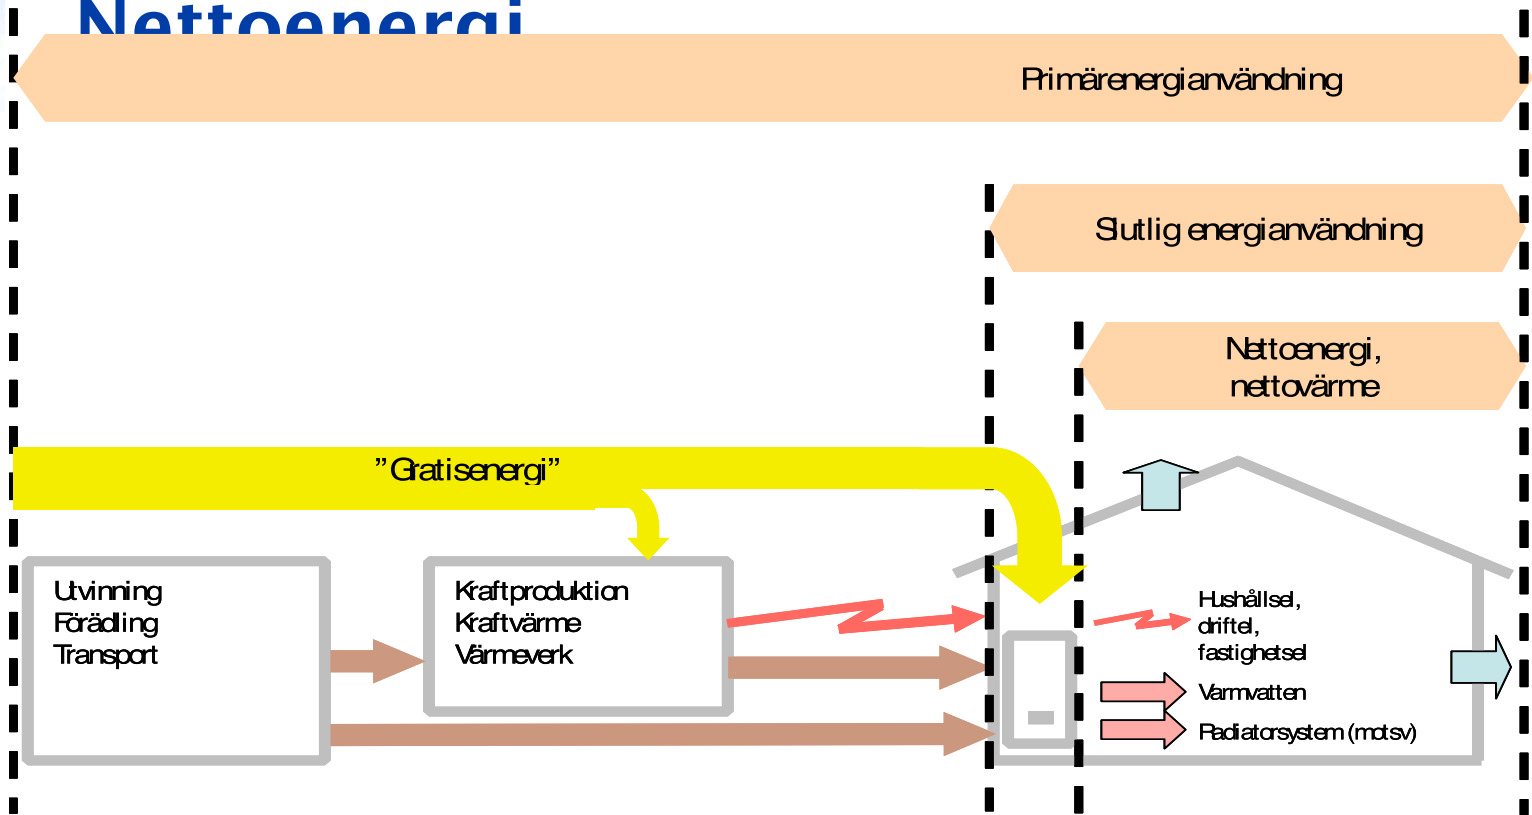 Nettoenergi
Primärenergianvändning
Slutlig energianvändning
Nettoenergi,
nettovärme
”Gratisenergi”
Utvinning
Förädling
Transport
Kraftproduktion
Kraftvärme
Värmeverk
Hushållsel,
driftel,
fastighetsel
Varmvatten
Radiatorsystem (motsv)